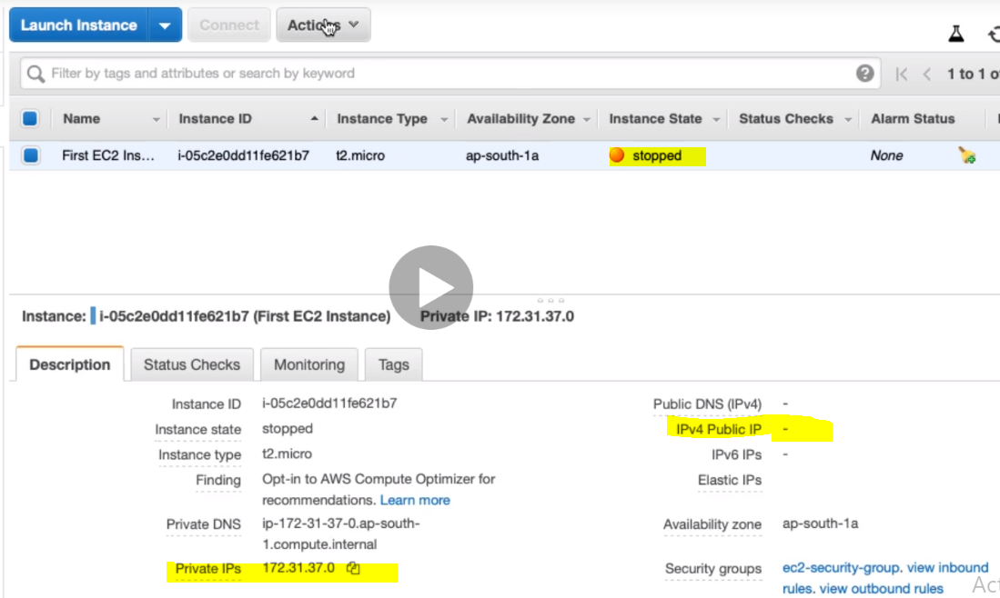 Launch Instance Connect Actions
Filter by tags and attributes or search by keyword ? 1 to 1
Name Instance ID Instance Type Availability Zone Instance State Status Checks Alarm Status
First EC2 Ins... i-05c2e0dd11fe621b7 t2.micro ap-south-1a stopped None
Instance: i-05c2e0dd11fe621b7 (First EC2 Instance) Private IP: 172.31.37.0
Description Status Checks Monitoring Tags
Instance ID i-05c2e0dd11fe621b7 Public DNS (IPv4) -
Instance state stopped IPv4 Public IP -
Instance type t2.micro IPv6 IPs -
Finding Opt-in to AWS Compute Optimizer for Elastic IPs
recommendations. Learn more
Private DNS ip-172-31-37-0.ap-south- Availability zone ap-south-1a
1.compute.internal
Private IPs 172.31.37.0 Security groups ec2-security-group. view inbound
rules. view outbound rules